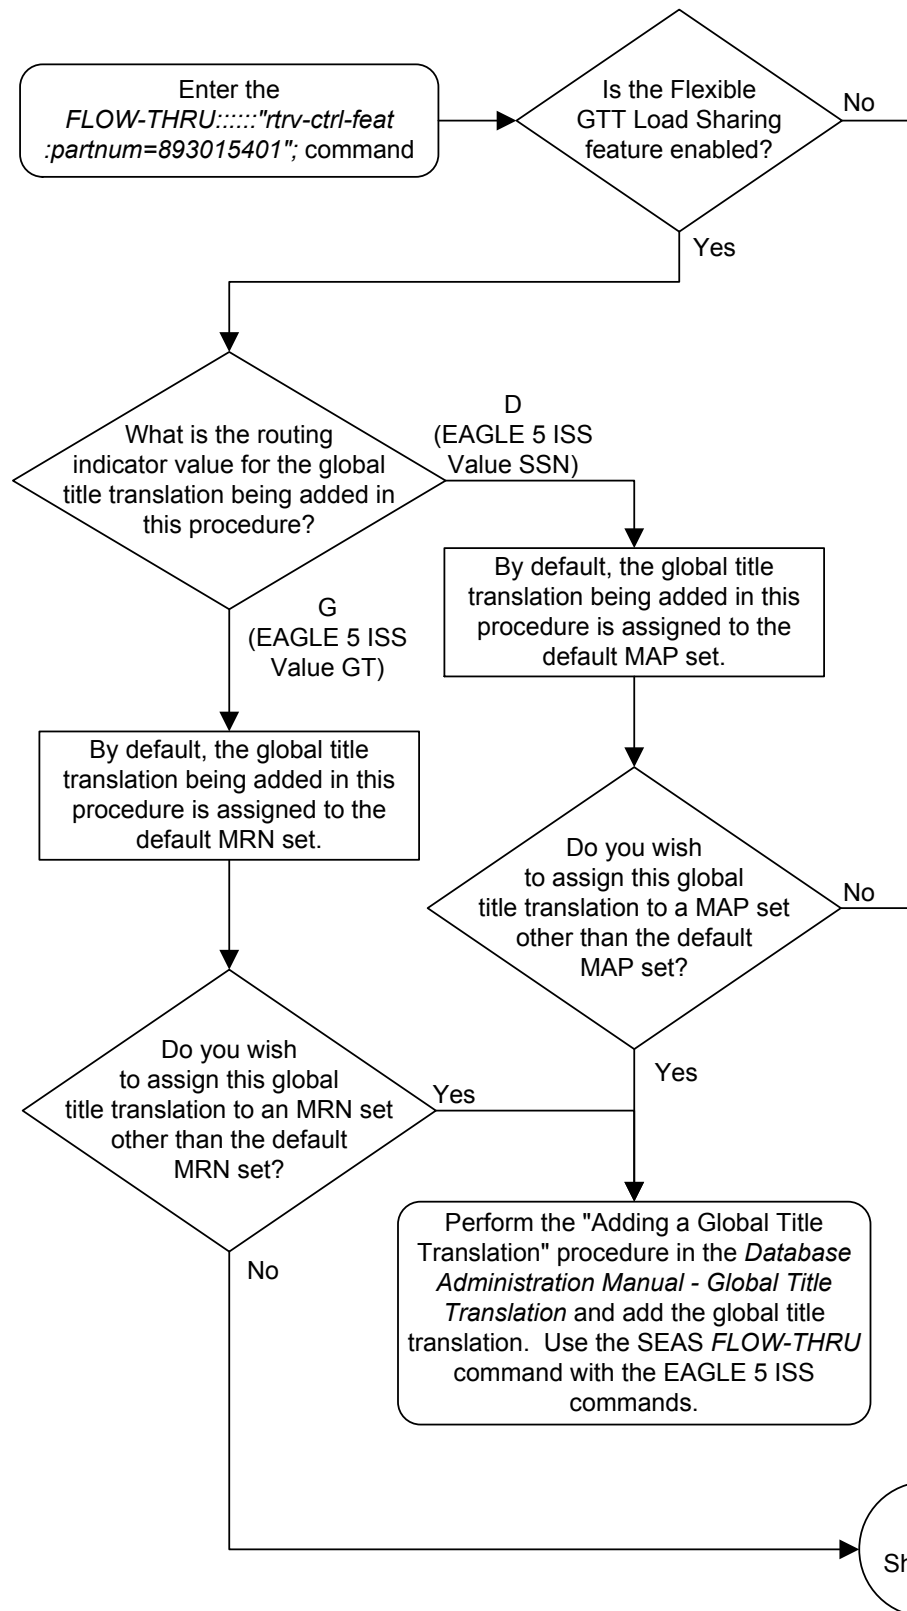 Enter the
FLOW-THRU::::::"rtrv-ctrl-feat
:partnum=893015401"; command
Is the Flexible
GTT Load Sharing
feature enabled?
No
Yes
What is the routing
indicator value for the global
title translation being added in
this procedure?
D
(EAGLE 5 ISS
Value SSN)
By default, the global title
translation being added in this
procedure is assigned to the
default MAP set.
G
(EAGLE 5 ISS
Value GT)
By default, the global title
translation being added in this
procedure is assigned to the
default MRN set.
Do you wish
to assign this global
title translation to a MAP set
other than the default
MAP set?
No
Yes
Do you wish
to assign this global
title translation to an MRN set
other than the default
MRN set?
Yes
No
Perform the "Adding a Global Title
Translation" procedure in the Database
Administration Manual - Global Title
Translation and add the global title
translation.  Use the SEAS FLOW-THRU
command with the EAGLE 5 ISS
commands.